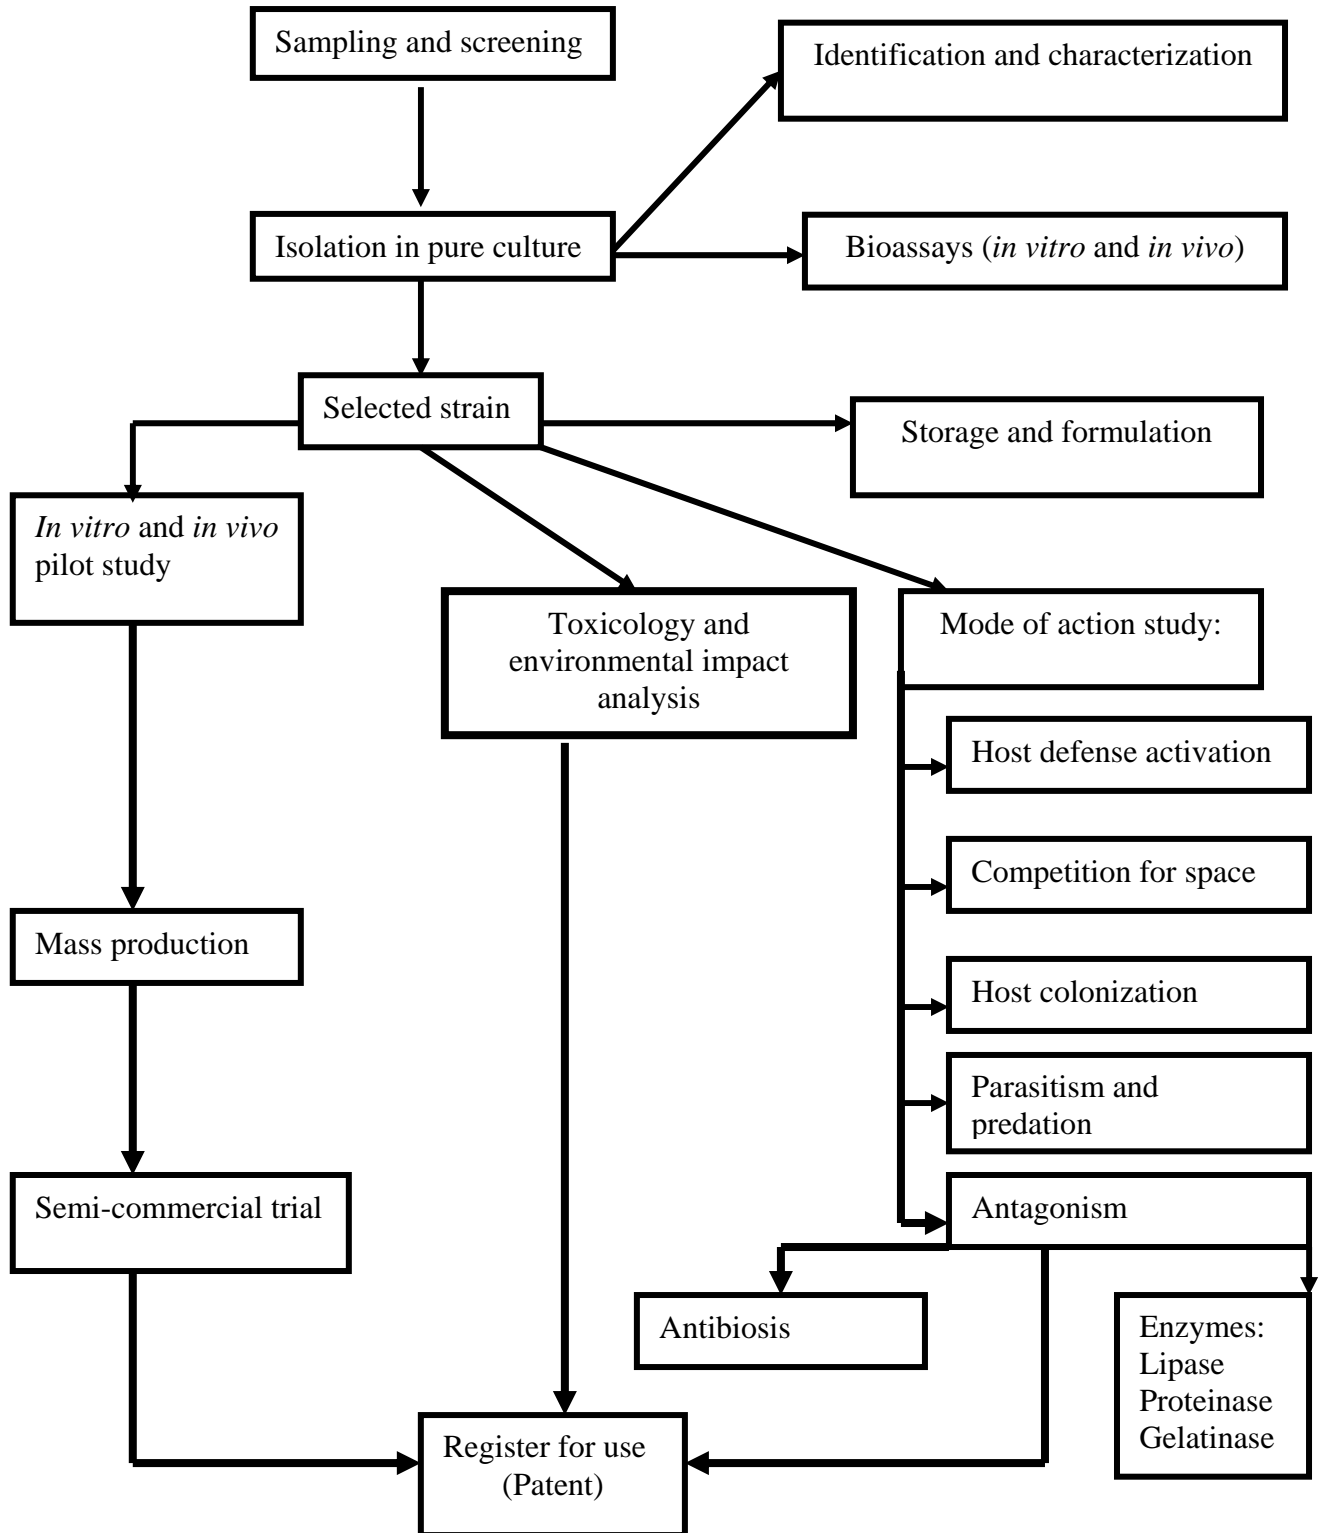 Sampling and screening
Identification and characterization
Isolation in pure culture
Bioassays (in vitro and in vivo)
Selected strain
Storage and formulation
In vitro and in vivo
pilot study
Toxicology and
environmental impact
analysis
Mode of action study:
Host defense activation
Competition for space
Mass production
Host colonization
Parasitism and
predation
Semi-commercial trial
Antagonism
Antibiosis
Enzymes:
Lipase
Proteinase
Gelatinase
Register for use
(Patent)